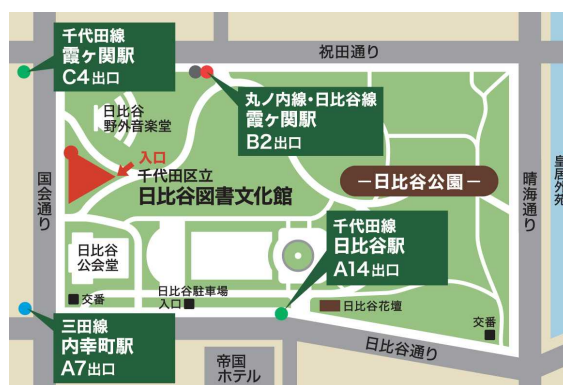 千代田線
霞ヶ関駅
C4出口
祝田通り
丸ノ内線・日比谷線
霞ヶ関駅
B2出口
日比谷
野外音楽堂
入口
千代田区立
日比谷図書文化館
ー日比谷公園ー
国会通り
晴海通り
皇居外苑
千代田線
日比谷駅
A14出口
日比谷
公会堂
交番
日比谷駐車場
入口
日比谷花壇
交番
三田線
内幸町駅
A7出口
帝国
ホテル
日比谷通り